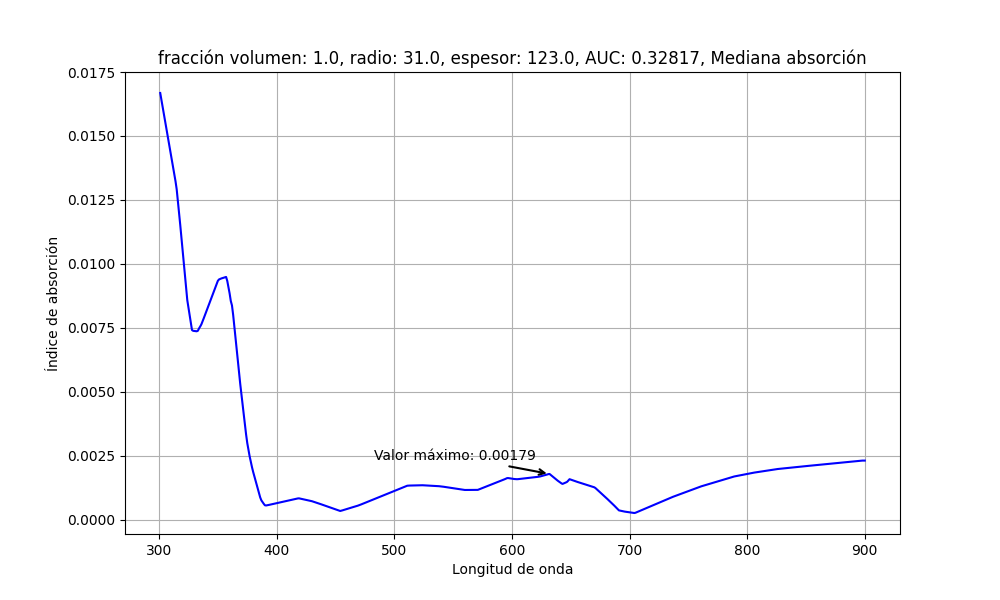 fracción volumen: 1.0, radio: 31.0, espesor: 123.0, AUC: 0.32817, Mediana absorción
0.0175
0.0150
0.0125
0.0100
0.0075
0.0050
0.0025
0.0000
Índice de absorción
Valor máximo: 0.00179
300 400 500 600 700 800 900
Longitud de onda